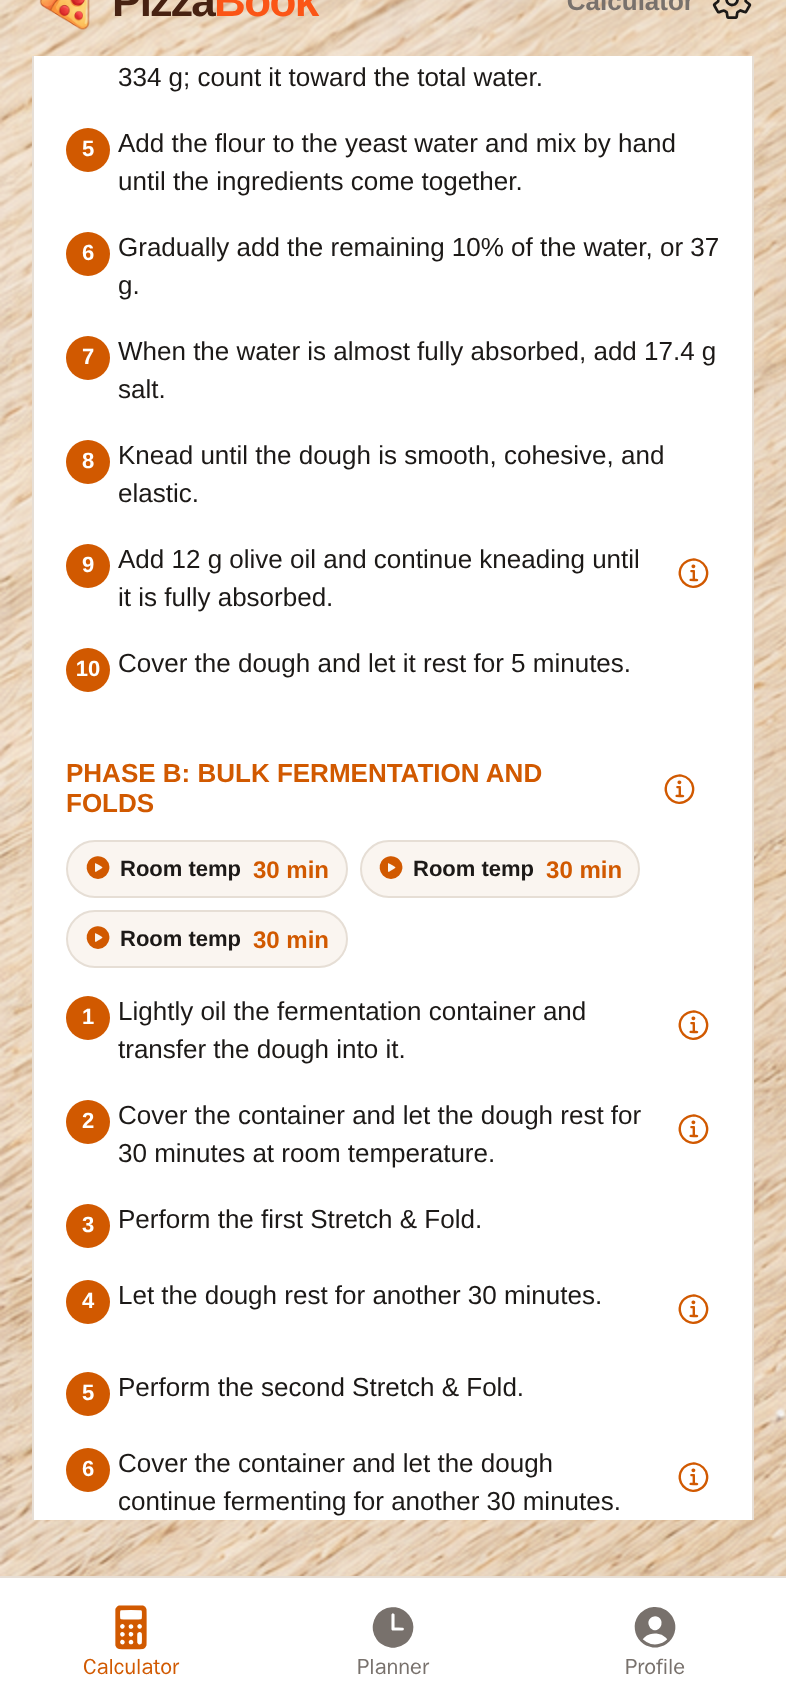 PizzaBook
Calculator
334 g; count it toward the total water.
5
Add the flour to the yeast water and mix by hand
until the ingredients come together.
6
Gradually add the remaining 10% of the water, or 37
g.
7
When the water is almost fully absorbed, add 17.4 g
salt.
8
Knead until the dough is smooth, cohesive, and
elastic.
9
Add 12 g olive oil and continue kneading until
it is fully absorbed.
10
Cover the dough and let it rest for 5 minutes.
PHASE B: BULK FERMENTATION AND
FOLDS
Room temp 30 min
Room temp 30 min
Room temp 30 min
1
Lightly oil the fermentation container and
transfer the dough into it.
2
Cover the container and let the dough rest for
30 minutes at room temperature.
3
Perform the first Stretch & Fold.
4
Let the dough rest for another 30 minutes.
5
Perform the second Stretch & Fold.
6
Cover the container and let the dough
continue fermenting for another 30 minutes.
Calculator
Planner
Profile